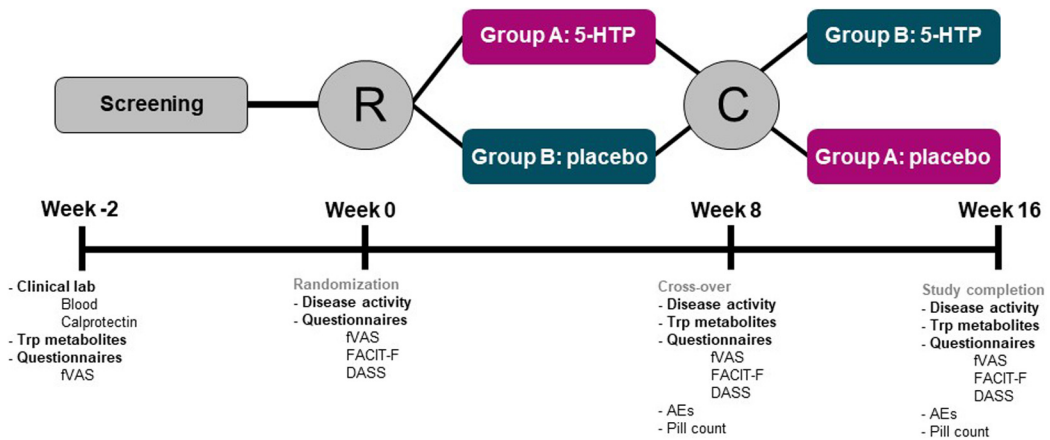 Group A: 5-HTP
Group B: 5-HTP
Screening
R
C
Group B: placebo
Group A: placebo
Week -2
Week 0
Week 8
Week 16
- Clinical lab
Blood
Calprotectin
- Trp metabolites
- Questionnaires
fVAS
Randomization
- Disease activity
- Questionnaires
fVAS
FACIT-F
DASS
Cross-over
- Disease activity
- Trp metabolites
- Questionnaires
fVAS
FACIT-F
DASS
- AEs
- Pill count
Study completion
- Disease activity
- Trp metabolites
- Questionnaires
fVAS
FACIT-F
DASS
- AEs
- Pill count